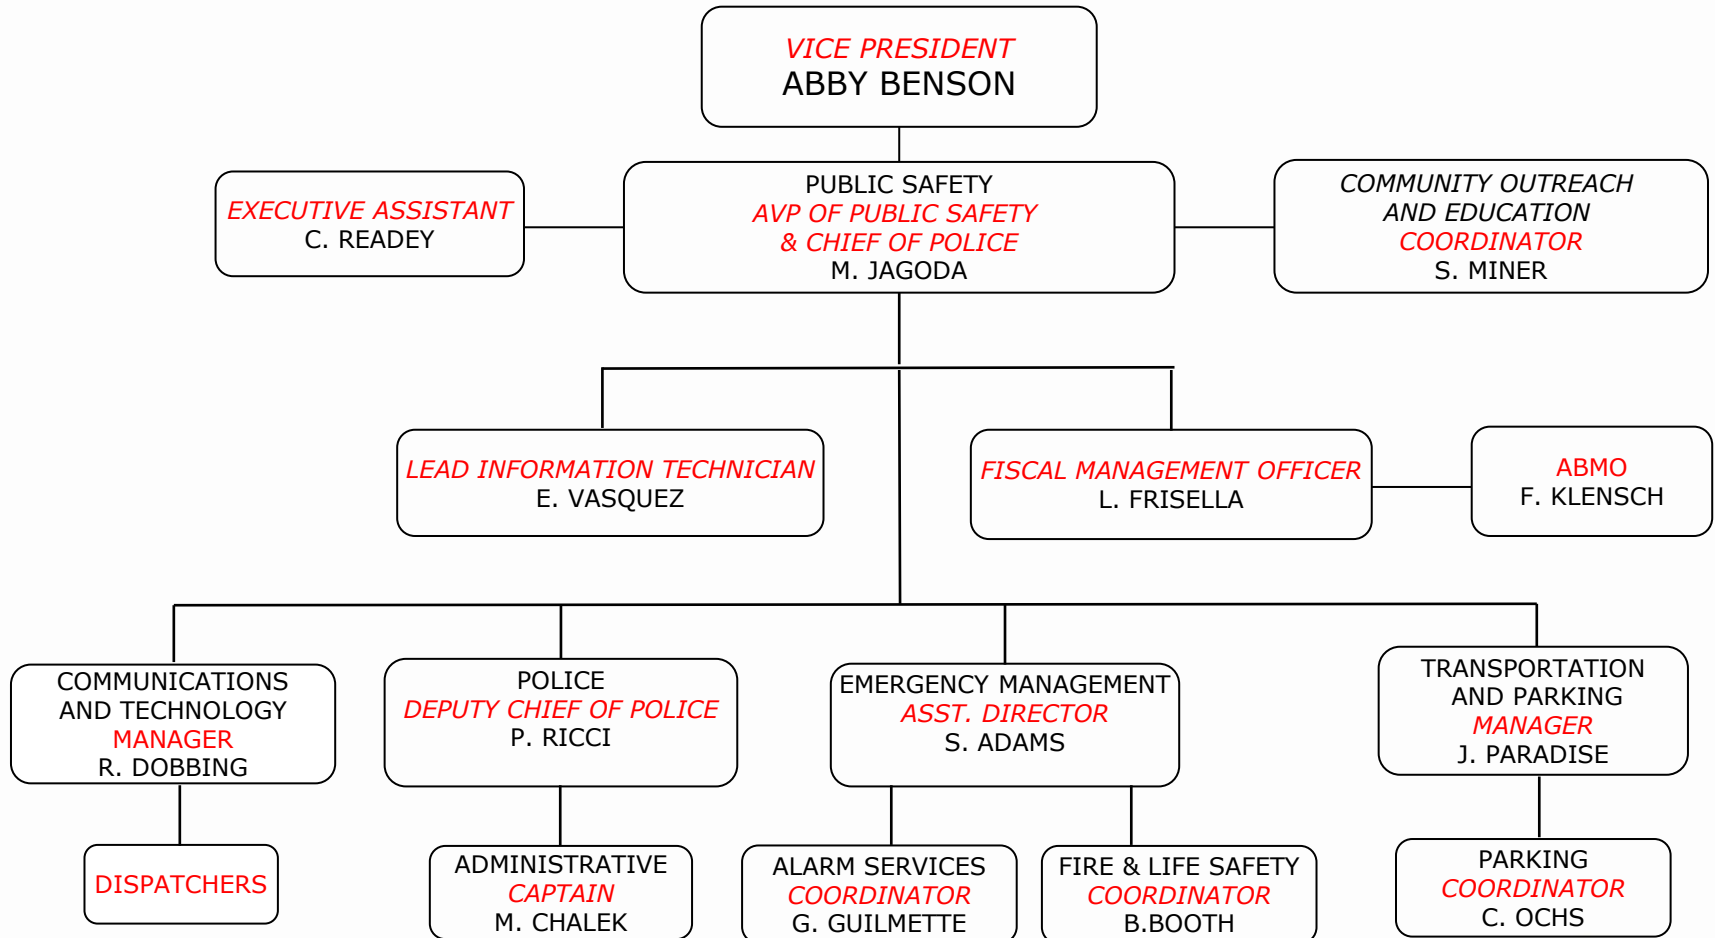 VICE PRESIDENT
ABBY BENSON
EXECUTIVE ASSISTANT
C. READEY
PUBLIC SAFETY
AVP OF PUBLIC SAFETY
& CHIEF OF POLICE
M. JAGODA
COMMUNITY OUTREACH
AND EDUCATION
COORDINATOR
S. MINER
LEAD INFORMATION TECHNICIAN
E. VASQUEZ
FISCAL MANAGEMENT OFFICER
L. FRISELLA
ABMO
F. KLENSCH
COMMUNICATIONS
AND TECHNOLOGY
MANAGER
R. DOBBING
POLICE
DEPUTY CHIEF OF POLICE
P. RICCI
EMERGENCY MANAGEMENT
ASST. DIRECTOR
S. ADAMS
TRANSPORTATION
AND PARKING
MANAGER
J. PARADISE
DISPATCHERS
ADMINISTRATIVE
CAPTAIN
M. CHALEK
ALARM SERVICES
COORDINATOR
G. GUILMETTE
FIRE & LIFE SAFETY
COORDINATOR
B.BOOTH
PARKING
COORDINATOR
C. OCHS